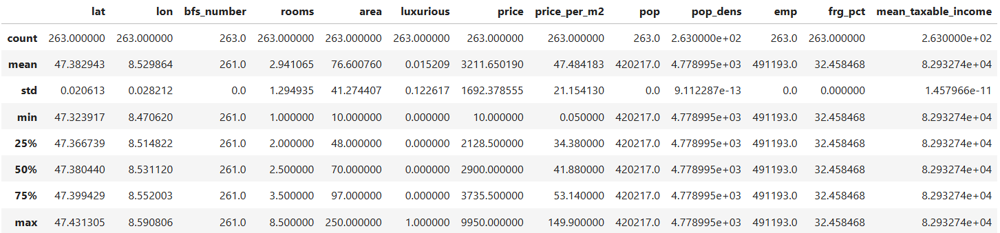 lat lon bfs_number rooms area luxurious price price_per_m2 pop pop_dens emp frg_pct mean_taxable_income
count 263.000000 263.000000 263.0 263.000000 263.000000 263.000000 263.000000 263.000000 263.0 2.630000e+02 263.0 263.000000 2.630000e+02
mean 47.382943 8.529864 261.0 2.941065 76.600760 0.015209 3211.650190 47.484183 420217.0 4.778995e+03 491193.0 32.458468 8.293274e+04
std 0.020613 0.028212 0.0 1.294935 41.274407 0.122617 1692.378555 21.154130 0.0 9.112287e-13 0.0 0.000000 1.457966e-11
min 47.323917 8.470620 261.0 1.000000 10.000000 0.000000 10.000000 0.050000 420217.0 4.778995e+03 491193.0 32.458468 8.293274e+04
25% 47.366739 8.514822 261.0 2.000000 48.000000 0.000000 2128.500000 34.380000 420217.0 4.778995e+03 491193.0 32.458468 8.293274e+04
50% 47.380440 8.531120 261.0 2.500000 70.000000 0.000000 2900.000000 41.880000 420217.0 4.778995e+03 491193.0 32.458468 8.293274e+04
75% 47.399429 8.552003 261.0 3.500000 97.000000 0.000000 3735.500000 53.140000 420217.0 4.778995e+03 491193.0 32.458468 8.293274e+04
max 47.431305 8.590806 261.0 8.500000 250.000000 1.000000 9950.000000 149.900000 420217.0 4.778995e+03 491193.0 32.458468 8.293274e+04